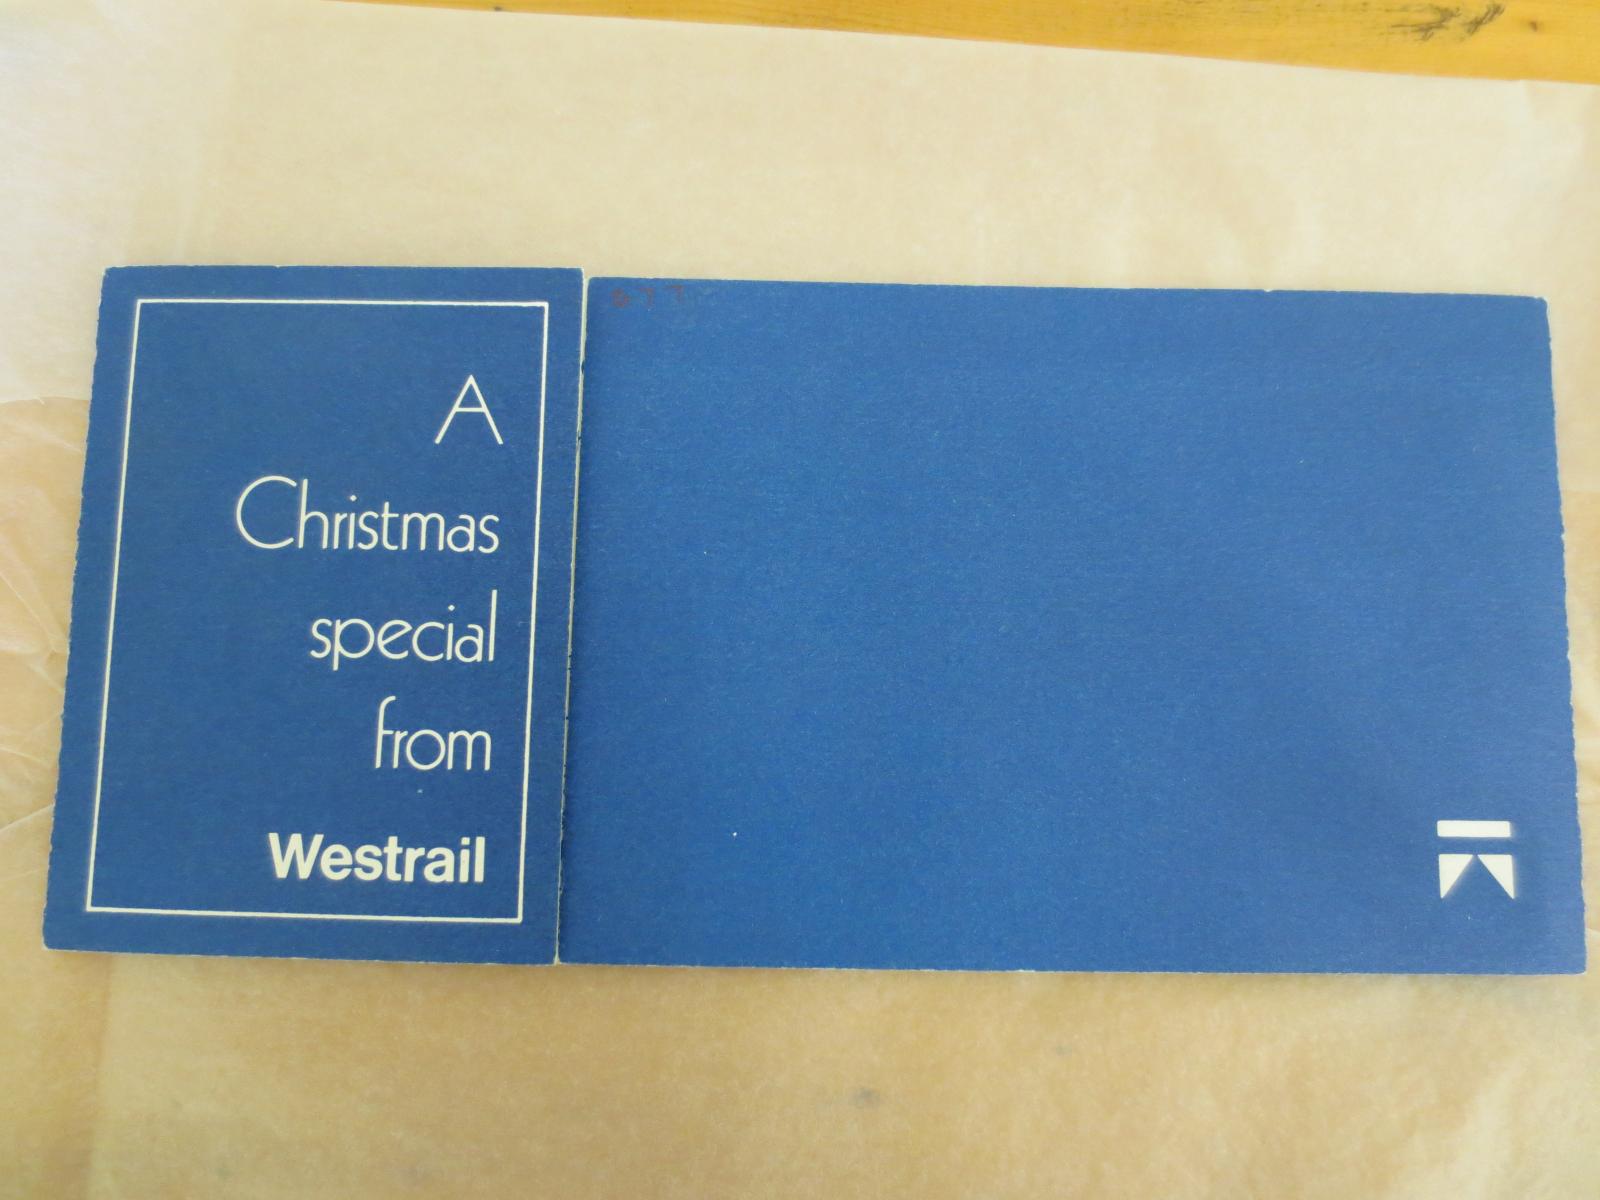 A
Christmas
special
from
Westrail